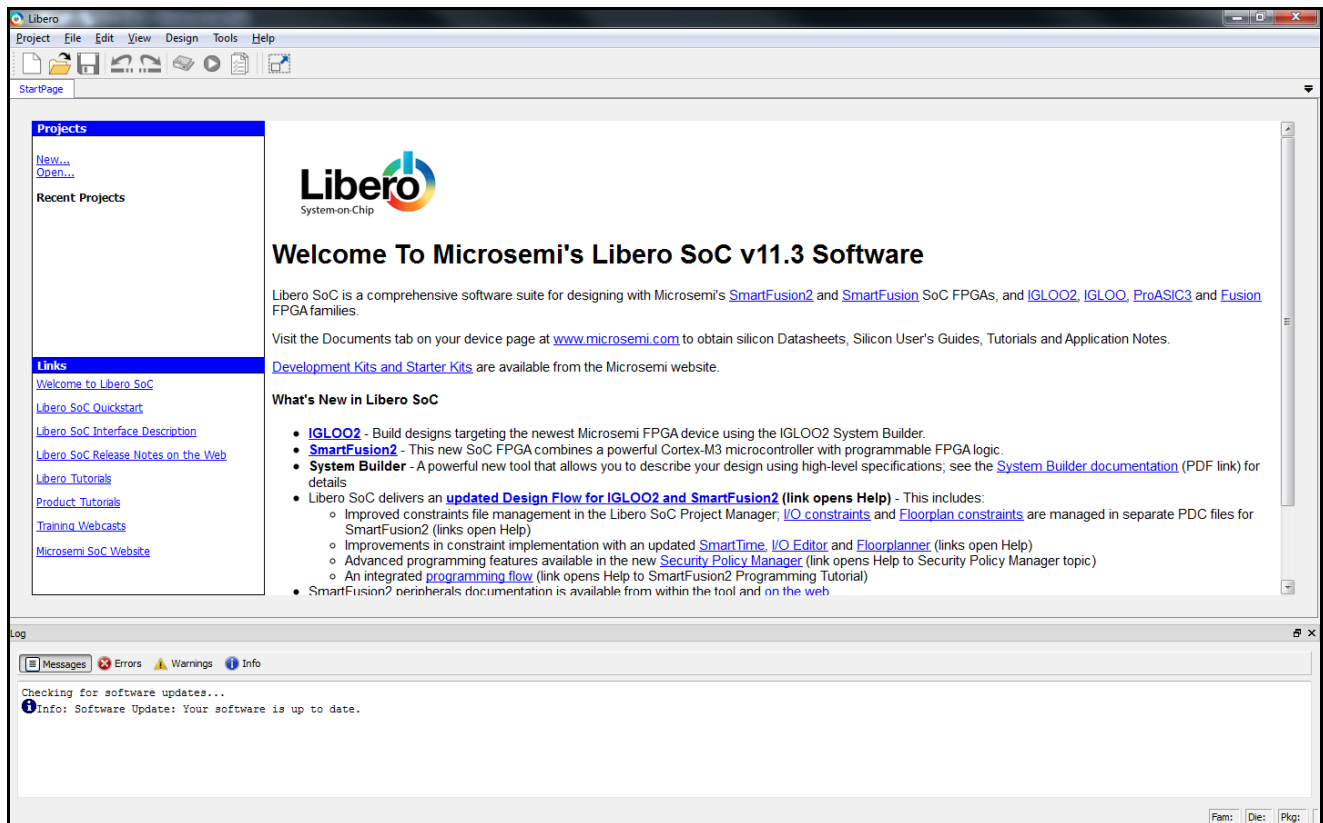 Libero
Project File Edit View Design Tools Help
StartPage
Projects
New...
Open...
Recent Projects
Links
Welcome to Libero SoC
Libero SoC Quickstart
Libero SoC Interface Description
Libero SoC Release Notes on the Web
Libero Tutorials
Product Tutorials
Training Webcasts
Microsemi SoC Website
Libero
System-on-Chip
Welcome To Microsemi's Libero SoC v11.3 Software
Libero SoC is a comprehensive software suite for designing with Microsemi's SmartFusion2 and SmartFusion SoC FPGAs, and IGLOO2, IGLOO, ProASIC3 and Fusion
FPGA families.
Visit the Documents tab on your device page at www.microsemi.com to obtain silicon Datasheets, Silicon User's Guides, Tutorials and Application Notes.
Development Kits and Starter Kits are available from the Microsemi website.
What's New in Libero SoC
• IGLOO2 - Build designs targeting the newest Microsemi FPGA device using the IGLOO2 System Builder.
• SmartFusion2 - This new SoC FPGA combines a powerful Cortex-M3 microcontroller with programmable FPGA logic.
• System Builder - A powerful new tool that allows you to describe your design using high-level specifications; see the System Builder documentation (PDF link) for
details
• Libero SoC delivers an updated Design Flow for IGLOO2 and SmartFusion2 (link opens Help) - This includes:
○ Improved constraints file management in the Libero SoC Project Manager; I/O constraints and Floorplan constraints are managed in separate PDC files for
SmartFusion2 (links open Help)
○ Improvements in constraint implementation with an updated SmartTime, I/O Editor and Floorplanner (links open Help)
○ Advanced programming features available in the new Security Policy Manager (link opens Help to Security Policy Manager topic)
○ An integrated programming flow (link opens Help to SmartFusion2 Programming Tutorial)
• SmartFusion2 peripherals documentation is available from within the tool and on the web
Log
Messages Errors Warnings Info
Checking for software updates...
Info: Software Update: Your software is up to date.
Fam: Die: Pkg: